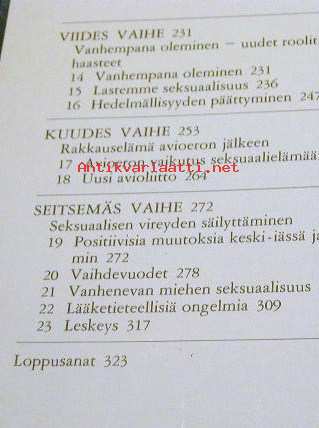 VIIDES VAIHE 231
Vanhempana oleminen – uudet roolit
haasteet
14 Vanhempana oleminen 231
15 Lastemme seksuaalisuus 236
16 Hedelmällisyyden päättyminen 247
KUUDES VAIHE 253
Rakkauselämä avioeron jälkeen
17 Avioeron vaikutus seksuaalielämää
Antikvariaatti.net
18 Uusi avioliitto 264
SEITSEMÄS VAIHE 272
Seksuaalisen vireyden säilyttäminen
19 Positiivisia muutoksia keski-iässä ja
min 272
20 Vaihdevuodet 278
21 Vanhenevan miehen seksuaalisuus
22 Lääketieteellisiä ongelmia 309
23 Leskeys 317
Loppusanat 323